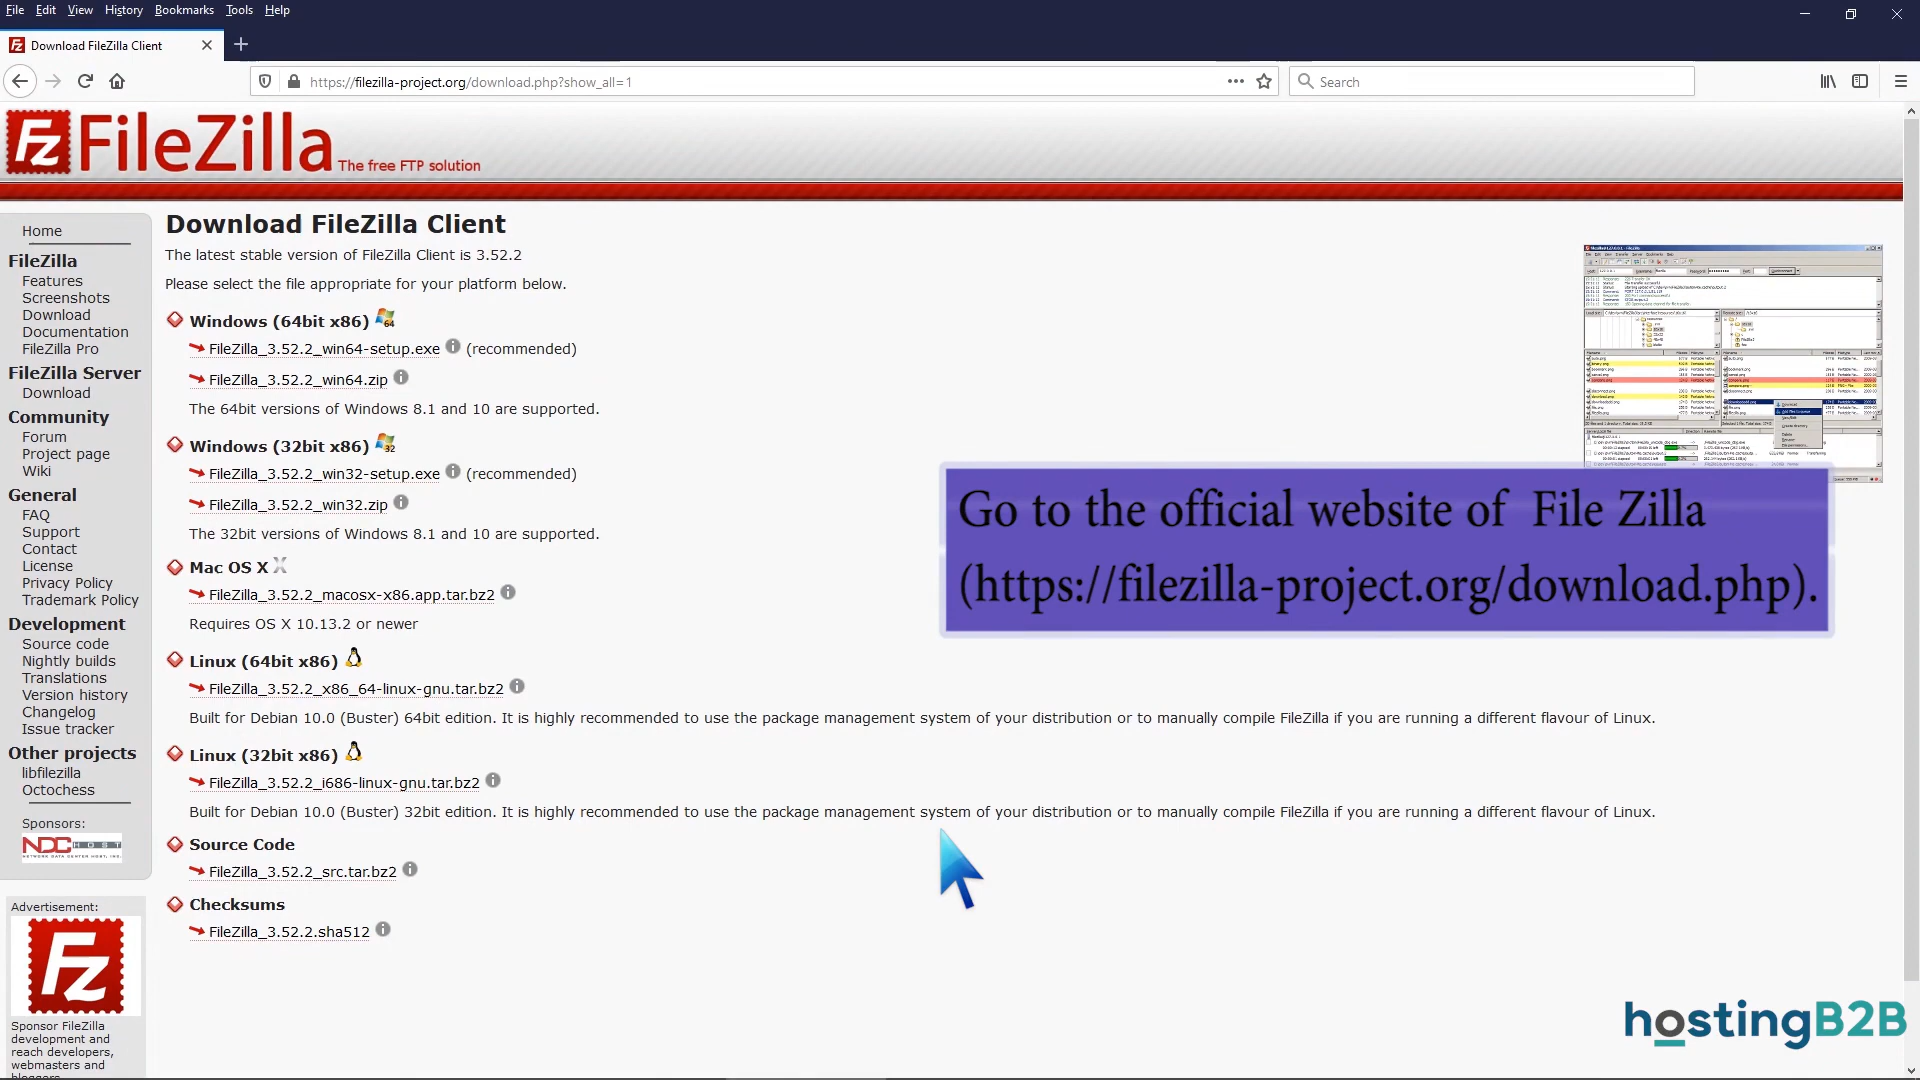 File Edit View History Bookmarks Tools Help
Download FileZilla Client
https://filezilla-project.org/download.php?show_all=1
Search
FileZilla The free FTP solution
Home
FileZilla
Features
Screenshots
Download
Documentation
FileZilla Pro
FileZilla Server
Download
Community
Forum
Project page
Wiki
General
FAQ
Support
Contact
License
Privacy Policy
Trademark Policy
Development
Source code
Nightly builds
Translations
Version history
Changelog
Issue tracker
Other projects
libfilezilla
Octochess
Sponsors:
NDC HOST
Advertisement:
Fz
Sponsor FileZilla
development and
reach developers,
webmasters and
bloggers
Download FileZilla Client
The latest stable version of FileZilla Client is 3.52.2
Please select the file appropriate for your platform below.
Windows (64bit x86)
FileZilla_3.52.2_win64-setup.exe (recommended)
FileZilla_3.52.2_win64.zip
The 64bit versions of Windows 8.1 and 10 are supported.
Windows (32bit x86)
FileZilla_3.52.2_win32-setup.exe (recommended)
FileZilla_3.52.2_win32.zip
The 32bit versions of Windows 8.1 and 10 are supported.
Mac OS X
FileZilla_3.52.2_macosx-x86.app.tar.bz2
Requires OS X 10.13.2 or newer
Linux (64bit x86)
FileZilla_3.52.2_x86_64-linux-gnu.tar.bz2
Built for Debian 10.0 (Buster) 64bit edition. It is highly recommended to use the package management system of your distribution or to manually compile FileZilla if you are running a different flavour of Linux.
Linux (32bit x86)
FileZilla_3.52.2_i686-linux-gnu.tar.bz2
Built for Debian 10.0 (Buster) 32bit edition. It is highly recommended to use the package management system of your distribution or to manually compile FileZilla if you are running a different flavour of Linux.
Source Code
FileZilla_3.52.2_src.tar.bz2
Checksums
FileZilla_3.52.2.sha512
Go to the official website of File Zilla
(https://filezilla-project.org/download.php).
hostingB2B